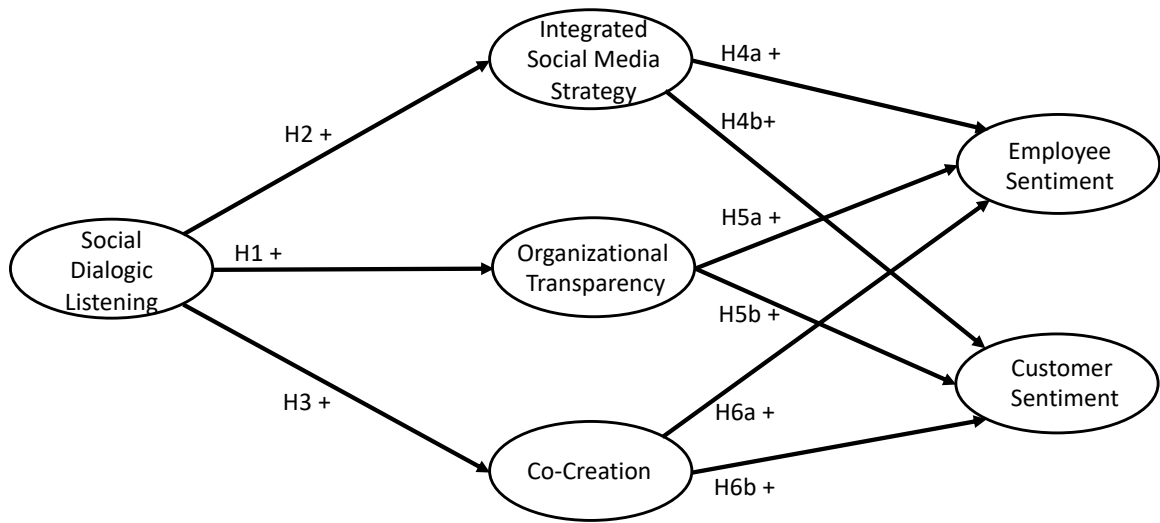 Integrated
Social Media
Strategy
H4a +
H4b+
H2 +
Employee
Sentiment
Social
Dialogic
Listening
H1 +
Organizational
Transparency
H5a +
H5b +
H3 +
Customer
Sentiment
Co-Creation
H6a +
H6b +